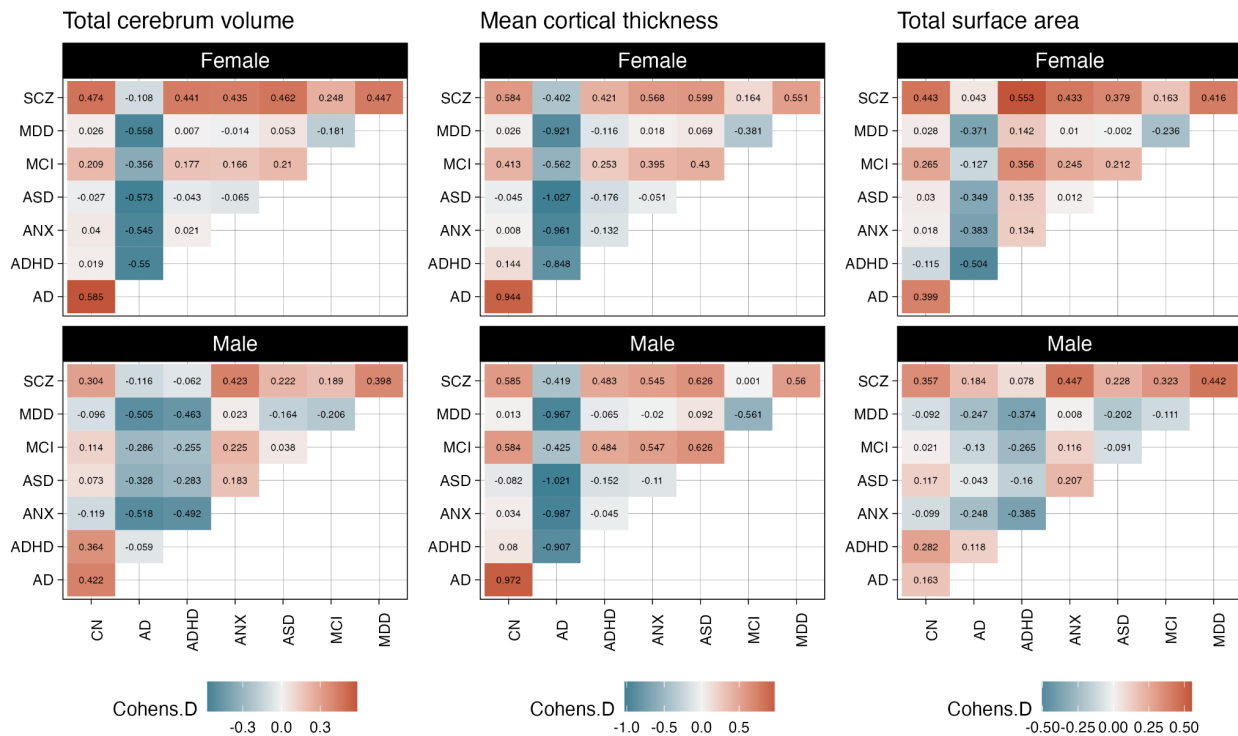 Total cerebrum volume
Mean cortical thickness
Total surface area
Female
SCZ 0.474 -0.108 0.441 0.435 0.462 0.248 0.447
MDD 0.026 -0.558 0.007 -0.014 0.053 -0.181
MCI 0.209 -0.356 0.177 0.166 0.21
ASD -0.027 -0.573 -0.043 -0.065
ANX 0.04 -0.545 0.021
ADHD 0.019 -0.55
AD 0.585
Female
SCZ 0.584 -0.402 0.421 0.568 0.599 0.164 0.551
MDD 0.026 -0.921 -0.116 0.018 0.069 -0.381
MCI 0.413 -0.562 0.253 0.395 0.43
ASD -0.045 -1.027 -0.176 -0.051
ANX 0.008 -0.961 -0.132
ADHD 0.144 -0.848
AD 0.944
Female
SCZ 0.443 0.043 0.553 0.433 0.379 0.163 0.416
MDD 0.028 -0.371 0.142 0.01 -0.002 -0.236
MCI 0.265 -0.127 0.356 0.245 0.212
ASD 0.03 -0.349 0.135 0.012
ANX 0.018 -0.383 0.134
ADHD -0.115 -0.504
AD 0.399
Male
SCZ 0.304 -0.116 -0.062 0.423 0.222 0.189 0.398
MDD -0.096 -0.505 -0.463 0.023 -0.164 -0.206
MCI 0.114 -0.286 -0.255 0.225 0.038
ASD 0.073 -0.328 -0.283 0.183
ANX -0.119 -0.518 -0.492
ADHD 0.364 -0.059
AD 0.422
CN AD ADHD ANX ASD MCI MDD
Male
SCZ 0.585 -0.419 0.483 0.545 0.626 0.001 0.56
MDD 0.013 -0.967 -0.065 -0.02 0.092 -0.561
MCI 0.584 -0.425 0.484 0.547 0.626
ASD -0.082 -1.021 -0.152 -0.11
ANX 0.034 -0.987 -0.045
ADHD 0.08 -0.907
AD 0.972
CN AD ADHD ANX ASD MCI MDD
Male
SCZ 0.357 0.184 0.078 0.447 0.228 0.323 0.442
MDD -0.092 -0.247 -0.374 0.008 -0.202 -0.111
MCI 0.021 -0.13 -0.265 0.116 -0.091
ASD 0.117 -0.043 -0.16 0.207
ANX -0.099 -0.248 -0.385
ADHD 0.282 0.118
AD 0.163
CN AD ADHD ANX ASD MCI MDD
Cohens.D
-0.3 0.0 0.3
Cohens.D
-1.0 -0.5 0.0 0.5
Cohens.D
-0.50 -0.25 0.00 0.25 0.50